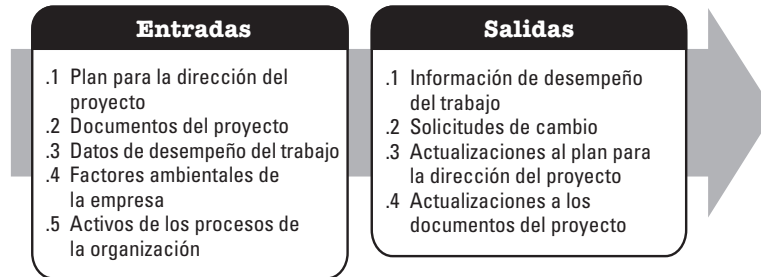 Entradas
.1 Plan para la dirección del
proyecto
.2 Documentos del proyecto
.3 Datos de desempeño del trabajo
.4 Factores ambientales de
la empresa
.5 Activos de los procesos de
la organización
Salidas
.1 Información de desempeño
del trabajo
.2 Solicitudes de cambio
.3 Actualizaciones al plan para
la dirección del proyecto
.4 Actualizaciones a los
documentos del proyecto